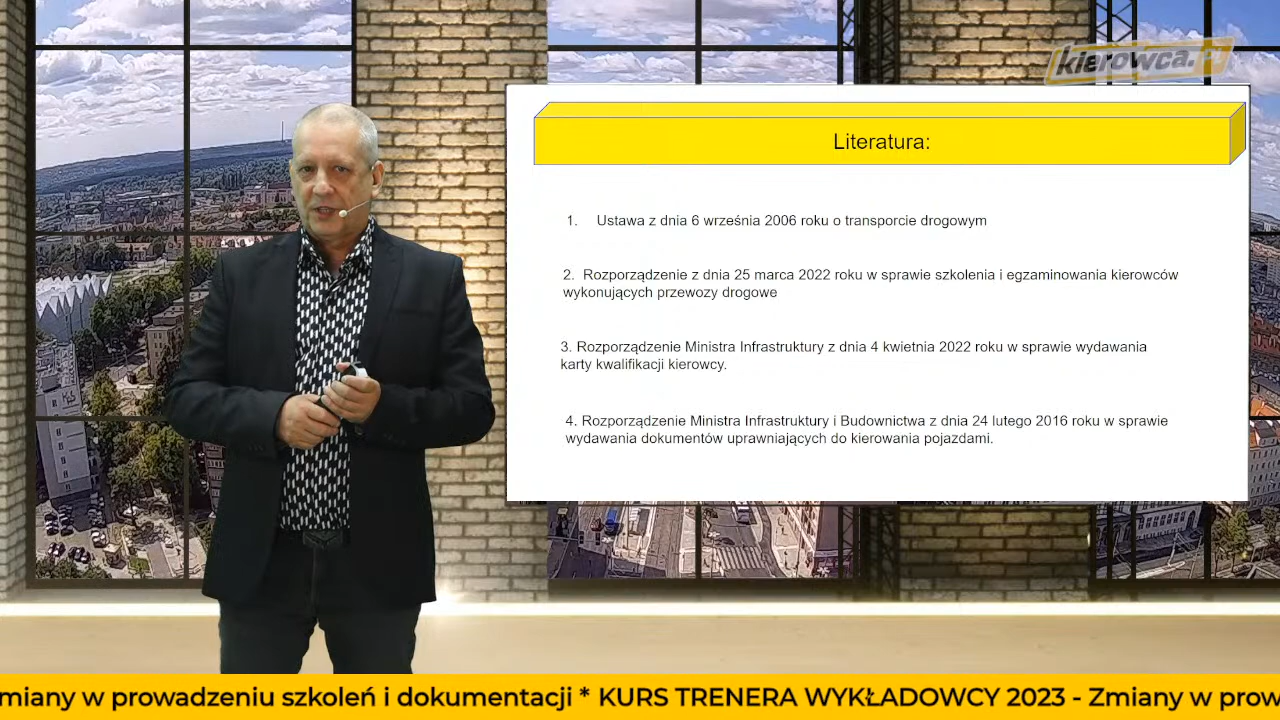 kierowca.tv
Literatura:
1. Ustawa z dnia 6 września 2006 roku o transporcie drogowym
2. Rozporządzenie z dnia 25 marca 2022 roku w sprawie szkolenia i egzaminowania kierowców
wykonujących przewozy drogowe
3. Rozporządzenie Ministra Infrastruktury z dnia 4 kwietnia 2022 roku w sprawie wydawania
karty kwalifikacji kierowcy.
4. Rozporządzenie Ministra Infrastruktury i Budownictwa z dnia 24 lutego 2016 roku w sprawie
wydawania dokumentów uprawniających do kierowania pojazdami.
miany w prowadzeniu szkoleń i dokumentacji * KURS TRENERA WYKŁADOWCY 2023 - Zmiany w prow